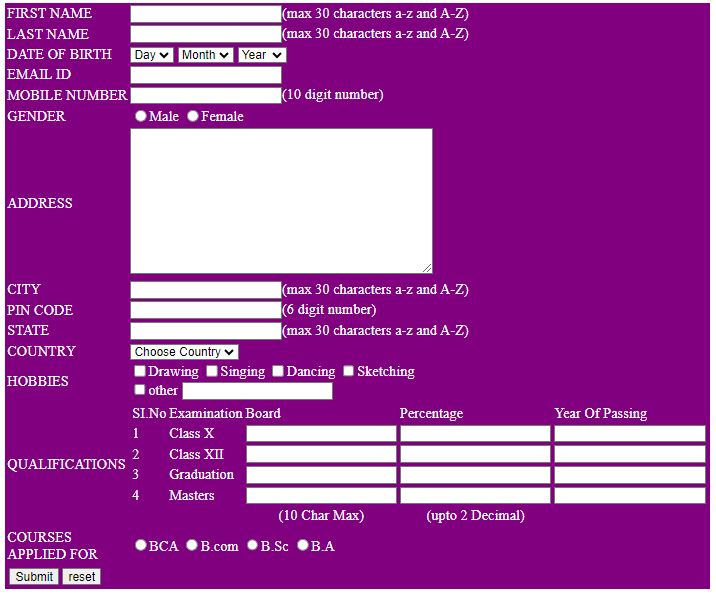 FIRST NAME (max 30 characters a-z and A-Z)
LAST NAME (max 30 characters a-z and A-Z)
DATE OF BIRTH Day Month Year
EMAIL ID
MOBILE NUMBER (10 digit number)
GENDER Male Female
ADDRESS
CITY (max 30 characters a-z and A-Z)
PIN CODE (6 digit number)
STATE (max 30 characters a-z and A-Z)
COUNTRY Choose Country
HOBBIES Drawing Singing Dancing Sketching
other
QUALIFICATIONS SI.No Examination Board Percentage Year Of Passing
1 Class X
2 Class XII
3 Graduation
4 Masters
(10 Char Max) (upto 2 Decimal)
COURSES
APPLIED FOR BCA B.com B.Sc B.A
Submit reset